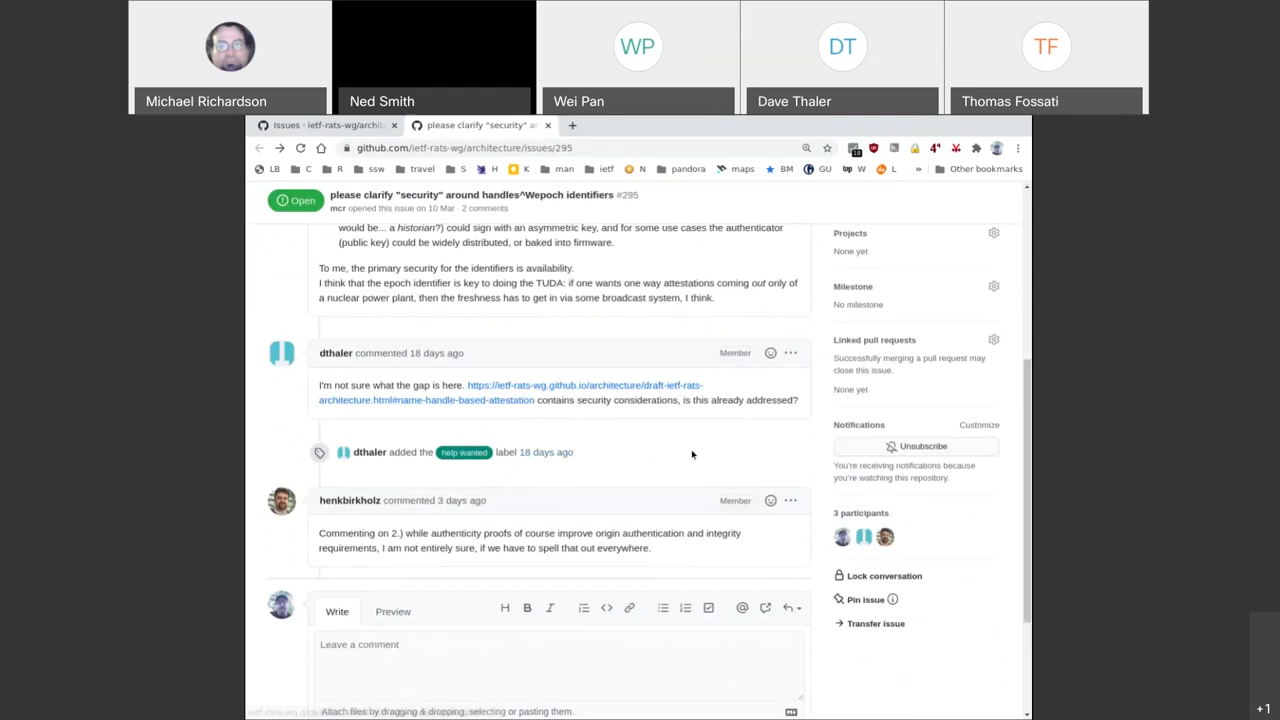 WP
DT
TF
Michael Richardson
Ned Smith
Wei Pan
Dave Thaler
Thomas Fossati
Issues · ietf-rats-wg/archit
please clarify "security" ar
github.com/ietf-rats-wg/architecture/issues/295
LB C R ssw travel S H K man ietf N pandora maps BM GU W L » Other bookmarks
Open
please clarify "security" around handles^Wepoch identifiers #295
mcr opened this issue on 10 Mar · 2 comments
would be... a historian?) could sign with an asymmetric key, and for some use cases the authenticator
(public key) could be widely distributed, or baked into firmware.
To me, the primary security for the identifiers is availability.
I think that the epoch identifier is key to doing the TUDA: if one wants one way attestations coming out only of
a nuclear power plant, then the freshness has to get in via some broadcast system, I think.
dthaler commented 18 days ago
Member
I'm not sure what the gap is here. https://ietf-rats-wg.github.io/architecture/draft-ietf-rats-
architecture.html#name-handle-based-attestation contains security considerations, is this already addressed?
dthaler added the help wanted label 18 days ago
henkbirkholz commented 3 days ago
Member
Commenting on 2.) while authenticity proofs of course improve origin authentication and integrity
requirements, I am not entirely sure, if we have to spell that out everywhere.
Write
Preview
Leave a comment
Attach files by dragging & dropping, selecting or pasting them.
Projects
None yet
Milestone
No milestone
Linked pull requests
Successfully merging a pull request may
close this issue.
None yet
Notifications
Customize
Unsubscribe
You're receiving notifications because
you're watching this repository.
3 participants
Lock conversation
Pin issue
Transfer issue
+1